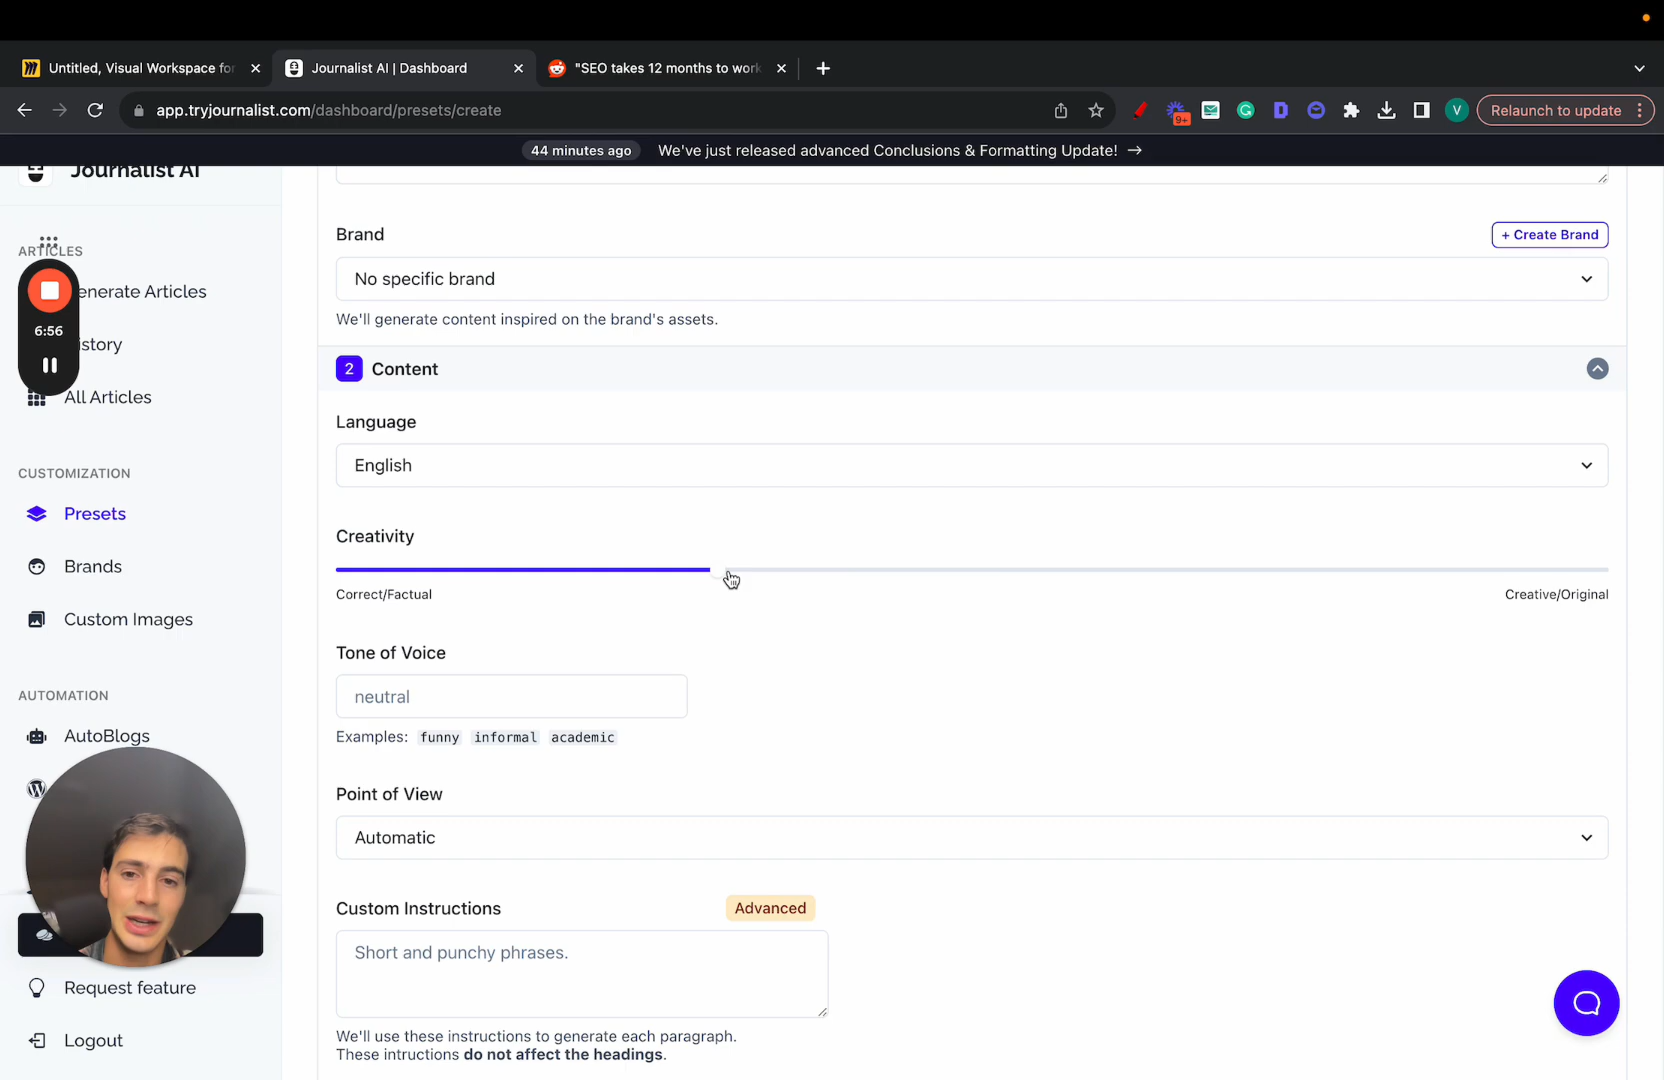 Untitled, Visual Workspace for
Journalist AI | Dashboard
"SEO takes 12 months to work
app.tryjournalist.com/dashboard/presets/create
9+
V
Relaunch to update
44 minutes ago
We've just released advanced Conclusions & Formatting Update! →
Journalist AI
ARTICLES
enerate Articles
6:56
istory
All Articles
CUSTOMIZATION
Presets
Brands
Custom Images
AUTOMATION
AutoBlogs
Request feature
Logout
Brand
+ Create Brand
No specific brand
We'll generate content inspired on the brand's assets.
2 Content
Language
English
Creativity
Correct/Factual
Creative/Original
Tone of Voice
neutral
Examples: funny informal academic
Point of View
Automatic
Custom Instructions
Advanced
Short and punchy phrases.
We'll use these instructions to generate each paragraph.
These intructions do not affect the headings.